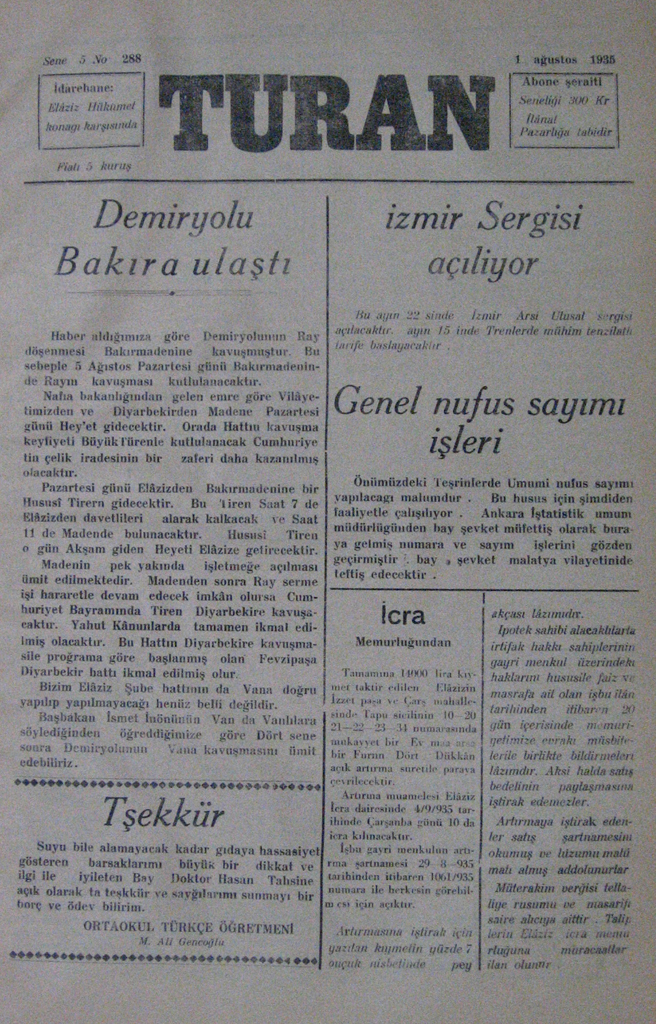 Sene 5 No 288
1 ağustos 1935
İdarehane:
Elâziz Hükumet
konagı karşısında
Fiatı 5 kuruş
TURAN
Abone şeraiti
Seneliği 300 Kr
İlânat
Pazarlığa tabidir
Demiryolu
Bakıra ulaştı
Haber aldığımıza göre Demiryolunun Ray
döşenmesi Bakırmadenine kavuşmuştur. Bu
sebeple 5 Ağıstos Pazartesi günü Bakırmadenin-
de Rayın kavuşması kutlulanacaktır.
Nafıa bakanlığından gelen emre göre Vilâye-
timizden ve Diyarbekirden Madene Pazartesi
günü Hey'et gidecektir. Orada Hattın kavuşma
keyfiyeti Büyük Türenle kutlulanacak Cumhuriye
tin çelik iradesinin bir zaferi daha kazanılmış
olacaktır.
Pazartesi günü Elâzizden Bakırmadenine bir
Hususî Tirern gidecektir. Bu Tiren Saat 7 de
Elâzizden davetlileri alarak kalkacak ve Saat
11 de Madende bulunacaktır. Hususi Tiren
o gün Akşam giden Heyeti Elâzize getirecektir.
Madenin pek yakında işletmeğe açılması
ümit edilmektedir. Madenden sonra Ray serme
işi hararetle devam edecek imkân olursa Cum-
huriyet Bayramında Tiren Diyarbekire kavuşa-
caktır. Yahut Kânunlarda tamamen ikmal edi-
lmiş olacaktır. Bu Hattın Diyarbekire kavuşma-
sile proğrama göre başlanmış olan Fevzipaşa
Diyarbekir hattı ikmal edilmiş olur.
Bizim Elâziz Şube hattının da Vana doğru
yapılıp yapılmayacağı henüz belli değildir.
Başbakan İsmet İnönünün Van da Vanlılara
söylediğinden öğreddiğimize göre Dört sene
sonra Demiryolunun Vana kavuşmasını ümit
edebiliriz.
Tşekkür
Suyu bile alamayacak kadar gıdaya hassasiyet
gösteren barsaklarımı büyük bir dikkat ve
ilgi ile iyileten Bay Doktor Hasan Tahsine
açık olarak ta teşkkür ve sayğılarımı sunmayı bir
borç ve ödev bilirim.
ORTAOKUL TÜRKÇE ÖĞRETMENİ
M. Ali Gencoğlu
izmir Sergisi
açılıyor
Bu ayın 22 sinde İzmir Arsı Ulusal sergisi
açılacaktır. ayın 15 inde Trenlerde mühim tenzilatlı
tarife başlayacaktır .
Genel nufus sayımı
işleri
Önümüzdeki Teşrinlerde Umumi nufus sayımı
yapılacagı malumdur . Bu husus için şimdiden
faaliyetle çalışılıyor . Ankara İştatistik umum
müdürlüğünden bay şevket müfettiş olarak bura-
ya gelmiş numara ve sayım işlerini gözden
geçirmiştir . bay şevket malatya vilayetinide
teftiş edecektir .
İcra
Memurluğundan
Tamamına 14000 lira kıy-
met taktir edilen Elâzizin
İzzet paşa ve Çarş mahalle-
sinde Tapu sicilinin 10—20
21—22—23—34 numarasında
mukayyet bir Ev maa arsa
bir Furun Dört Dükkân
açık artırma suretile paraya
çevrilecektir.
Artırma muamelesi Elâziz
İcra dairesinde 4/9/935 tar-
ihinde Çarşanba günü 10 da
icra kılınacaktır.
İşbu gayri menkulun artı-
rma şartnamesi 29-8-935
tarihinden itibaren 1061/935
numara ile herkesin görebil-
mesi için açıktır.
Artırmasına iştirak için
yazılan kıymetin yüzde 7
buçuk nisbetinde pey
akçası lâzımdır.
Ipotek sahibi alacaklılarla
irtifak hakkı sahiplerinin
gayri menkul üzerindeki
haklarını hususile faiz ve
masrafa ait olan işbu ilân
tarihinden itibaren 20
gün içerisinde memuri-
yetimize evrakı müsbite-
lerile birlikte bildirmeleri
lâzımdır. Aksi halda satış
bedelinin paylaşmasına
iştirak edemezler.
Artırmaya iştirak eden-
ler satış şartnamesini
okumuş ve lüzumu malü
matı almış addolunurlar
Müterakim vergisi tella-
liye rusumu ve masarifi
saire alıcıya aittir . Talip
lerin Elâziz icra memu
rluğuna müracaatlar
ilan olunur